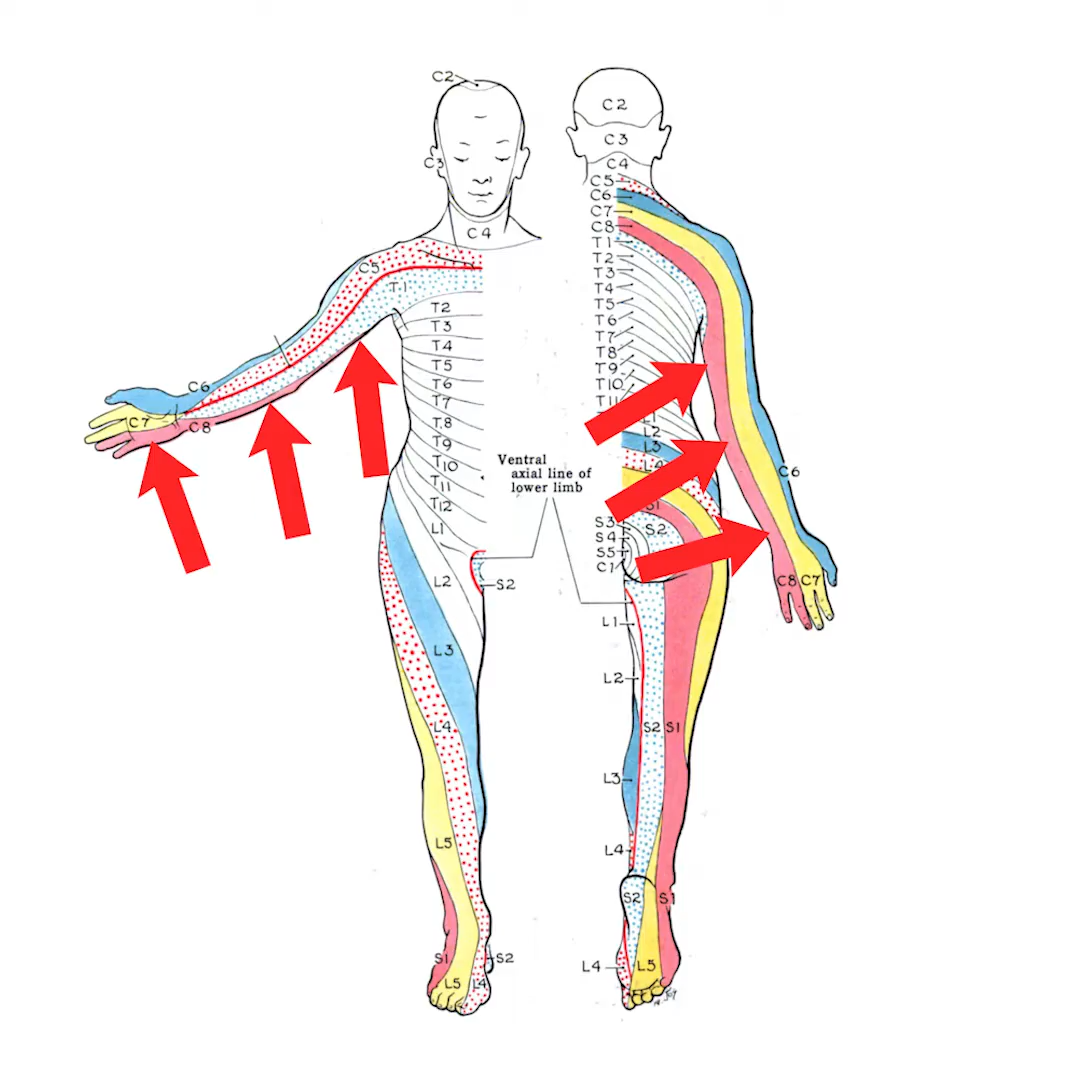 C2
C3
C4
C5
T1
T2
T3
T4
T5
T6
T7
T8
T9
T10
T11
T12
L1
C6
C7
C8
L2
S2
L3
L4
L5
S1
S2
L5
L4
Ventral
axial line of
lower limb
C2
C3
C4
C5
C6
C7
C8
T1
T2
T3
T4
T5
T6
T7
T8
T9
T10
L2
L3
L4
S1
S2
S3
S4
S5
C1
C6
C8
C7
L1
L2
S2
S1
L3
L4
S2
S1
L4
L5